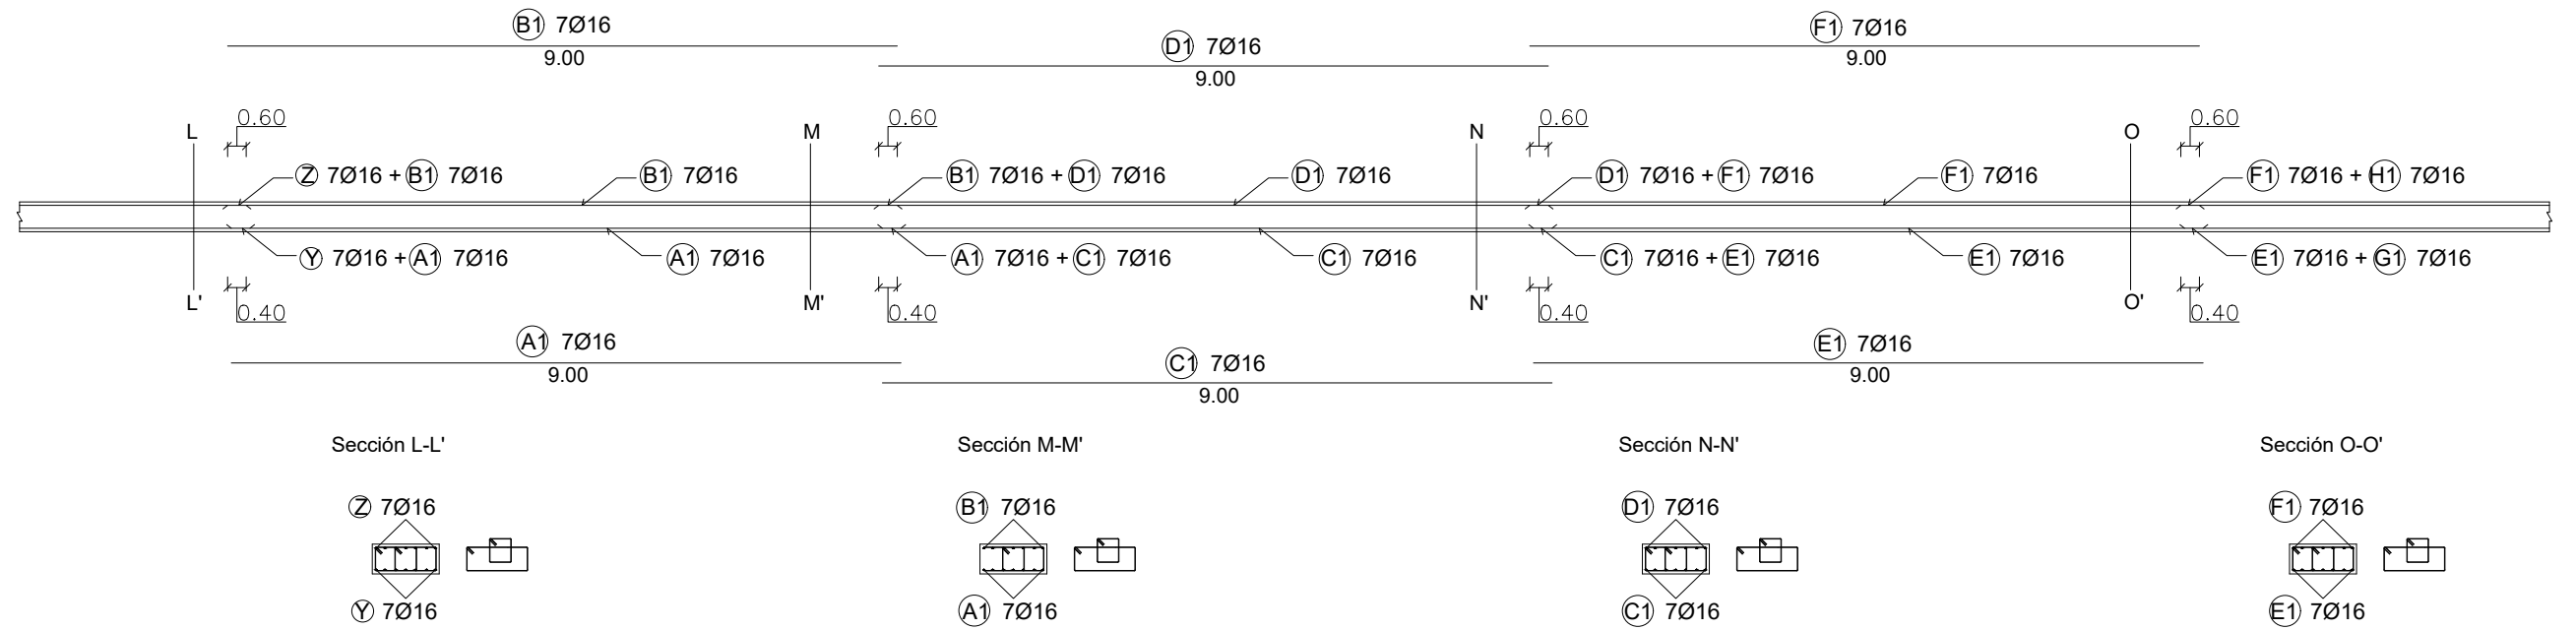 B1 7Ø16
9.00
D1 7Ø16
9.00
F1 7Ø16
9.00
0.60
0.60
0.60
0.60
L
M
N
O
Z 7Ø16 + B1 7Ø16
B1 7Ø16
B1 7Ø16 + D1 7Ø16
D1 7Ø16
D1 7Ø16 + F1 7Ø16
F1 7Ø16
F1 7Ø16 + H1 7Ø16
Y 7Ø16 + A1 7Ø16
A1 7Ø16
A1 7Ø16 + C1 7Ø16
C1 7Ø16
C1 7Ø16 + E1 7Ø16
E1 7Ø16
E1 7Ø16 + G1 7Ø16
L'
M'
N'
O'
0.40
0.40
0.40
0.40
A1 7Ø16
9.00
C1 7Ø16
9.00
E1 7Ø16
9.00
Sección L-L'
Sección M-M'
Sección N-N'
Sección O-O'
Z 7Ø16
B1 7Ø16
D1 7Ø16
F1 7Ø16
Y 7Ø16
A1 7Ø16
C1 7Ø16
E1 7Ø16